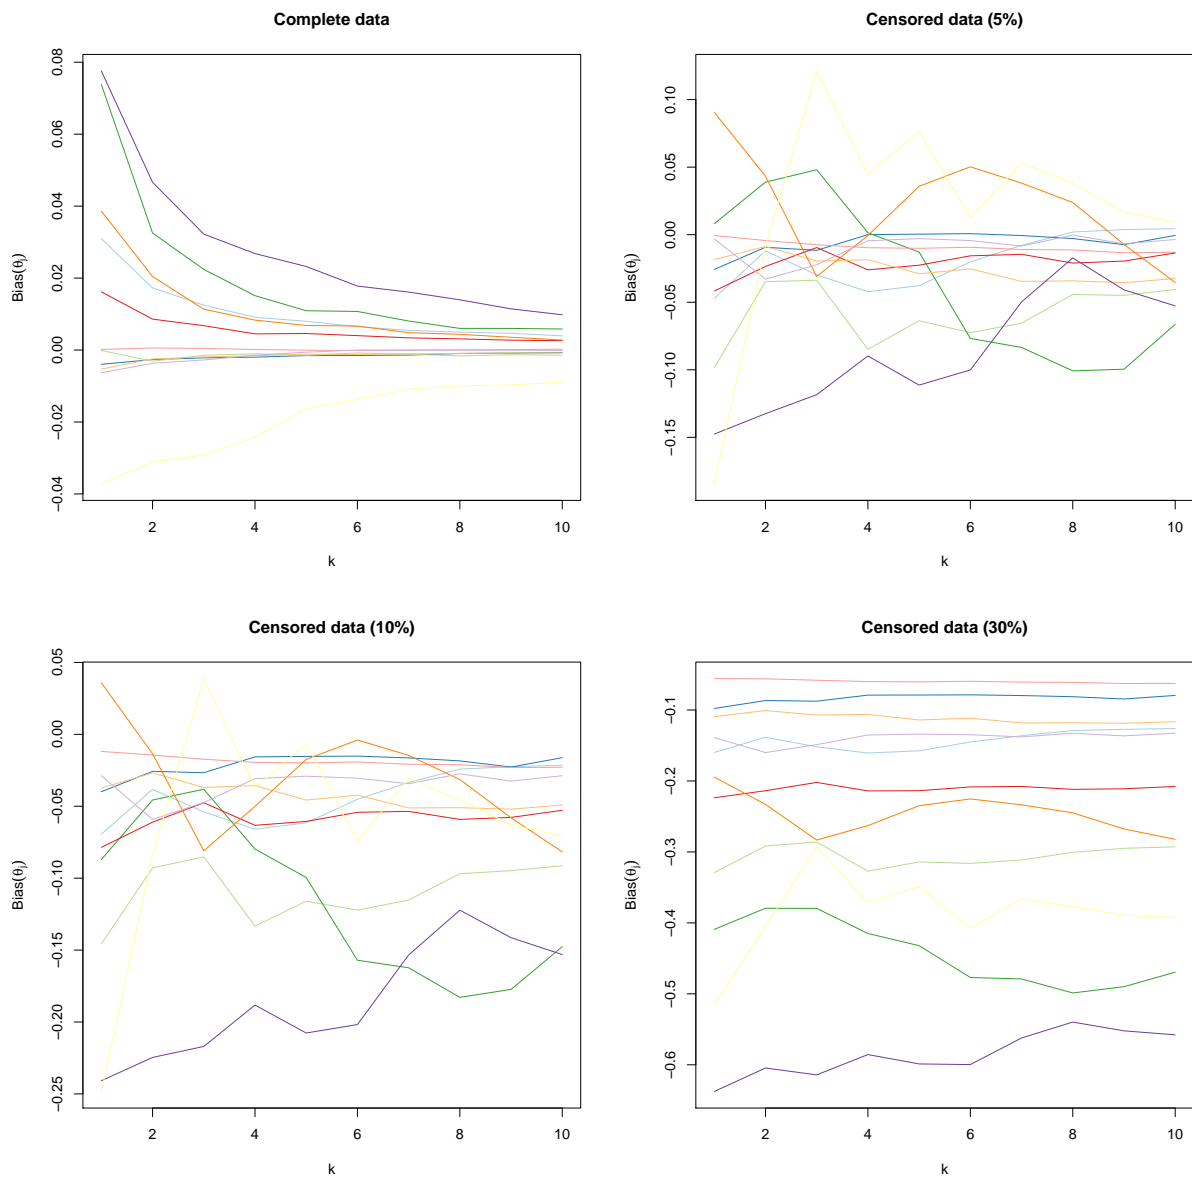 Complete data
Bias(θj)
0.08
0.06
0.04
0.02
0.00
−0.02
−0.04
2 4 6 8 10
k
Censored data (5%)
Bias(θj)
0.10
0.05
0.00
−0.05
−0.10
−0.15
2 4 6 8 10
k
Censored data (10%)
Bias(θj)
0.05
0.00
−0.05
−0.10
−0.15
−0.20
−0.25
2 4 6 8 10
k
Censored data (30%)
Bias(θj)
−0.1
−0.2
−0.3
−0.4
−0.5
−0.6
2 4 6 8 10
k